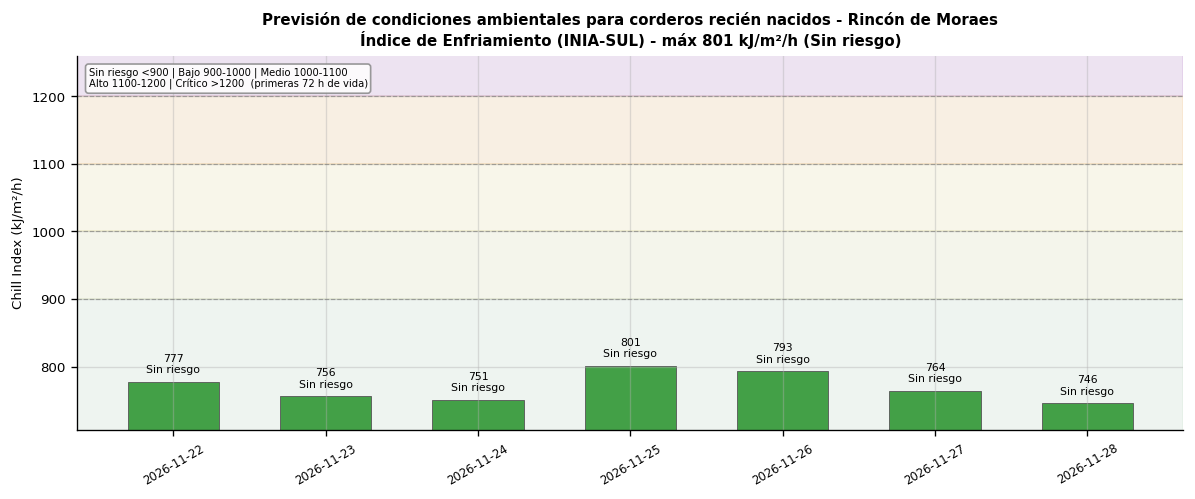 Previsión de condiciones ambientales para corderos recién nacidos - Rincón de Moraes
Índice de Enfriamiento (INIA-SUL) - máx 801 kJ/m²/h (Sin riesgo)
Sin riesgo <900 | Bajo 900-1000 | Medio 1000-1100
Alto 1100-1200 | Crítico >1200  (primeras 72 h de vida)
Chill Index (kJ/m²/h)
1200
1100
1000
900
800
777
Sin riesgo
756
Sin riesgo
751
Sin riesgo
801
Sin riesgo
793
Sin riesgo
764
Sin riesgo
746
Sin riesgo
2026-11-22
2026-11-23
2026-11-24
2026-11-25
2026-11-26
2026-11-27
2026-11-28